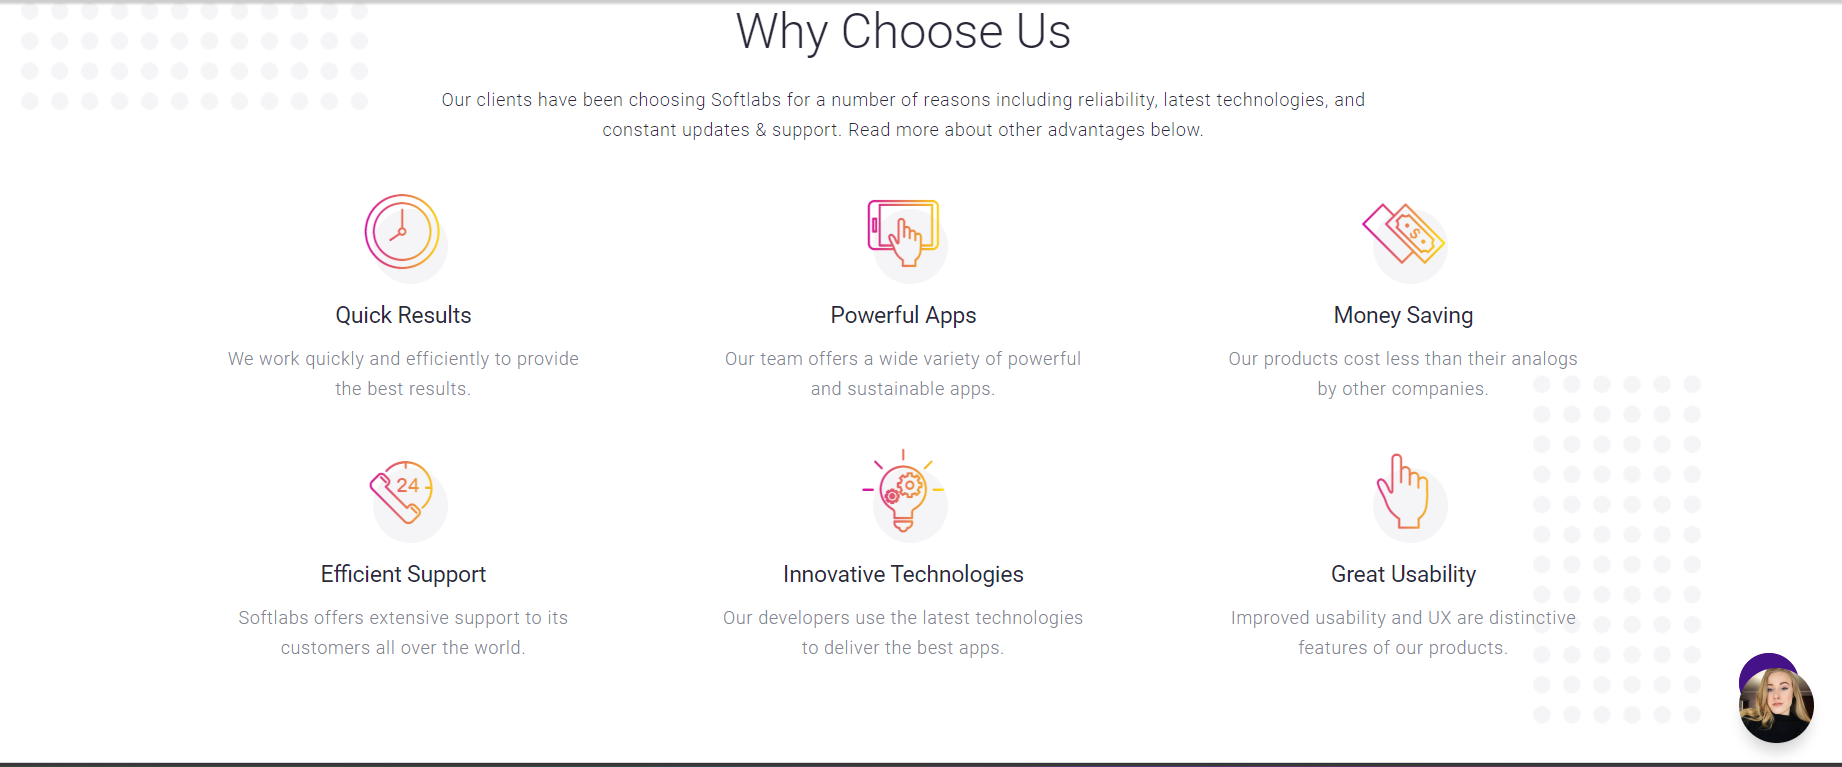 Why Choose Us
Our clients have been choosing Softlabs for a number of reasons including reliability, latest technologies, and
constant updates & support. Read more about other advantages below.
Quick Results
We work quickly and efficiently to provide
the best results.
Powerful Apps
Our team offers a wide variety of powerful
and sustainable apps.
$
Money Saving
Our products cost less than their analogs
by other companies.
24
Efficient Support
Softlabs offers extensive support to its
customers all over the world.
Innovative Technologies
Our developers use the latest technologies
to deliver the best apps.
Great Usability
Improved usability and UX are distinctive
features of our products.